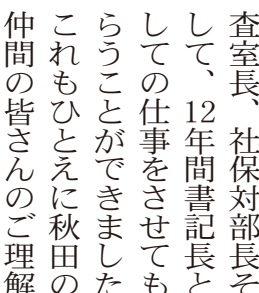 査室長、社保対部長そ
して、12年間書記長と
しての仕事をさせても
らうことができました
これもひとえに秋田の
仲間の皆さんのご理解